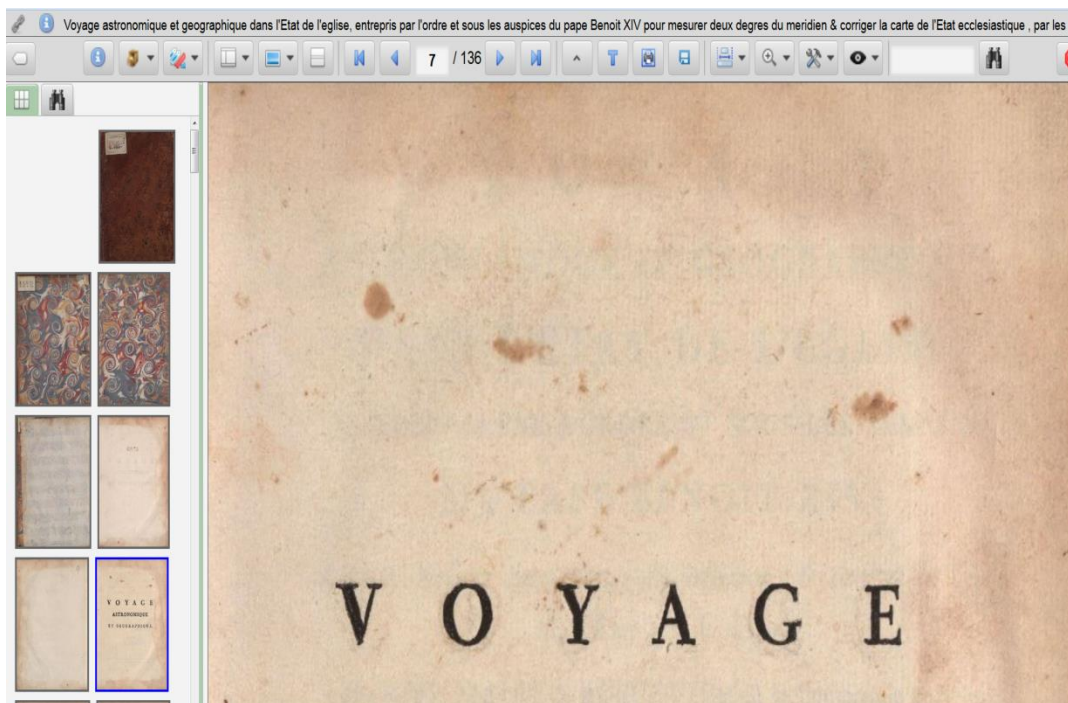 Voyage astronomique et geographique dans l'Etat de l'eglise, entrepris par l'ordre et sous les auspices du pape Benoit XIV pour mesurer deux degres du meridien & corriger la carte de l'Etat ecclesiastique , par les
7 / 136
T
VOYAGE
ASTRONOMIQUE
ET GEOGRAPHIQUE.
V O Y A G E